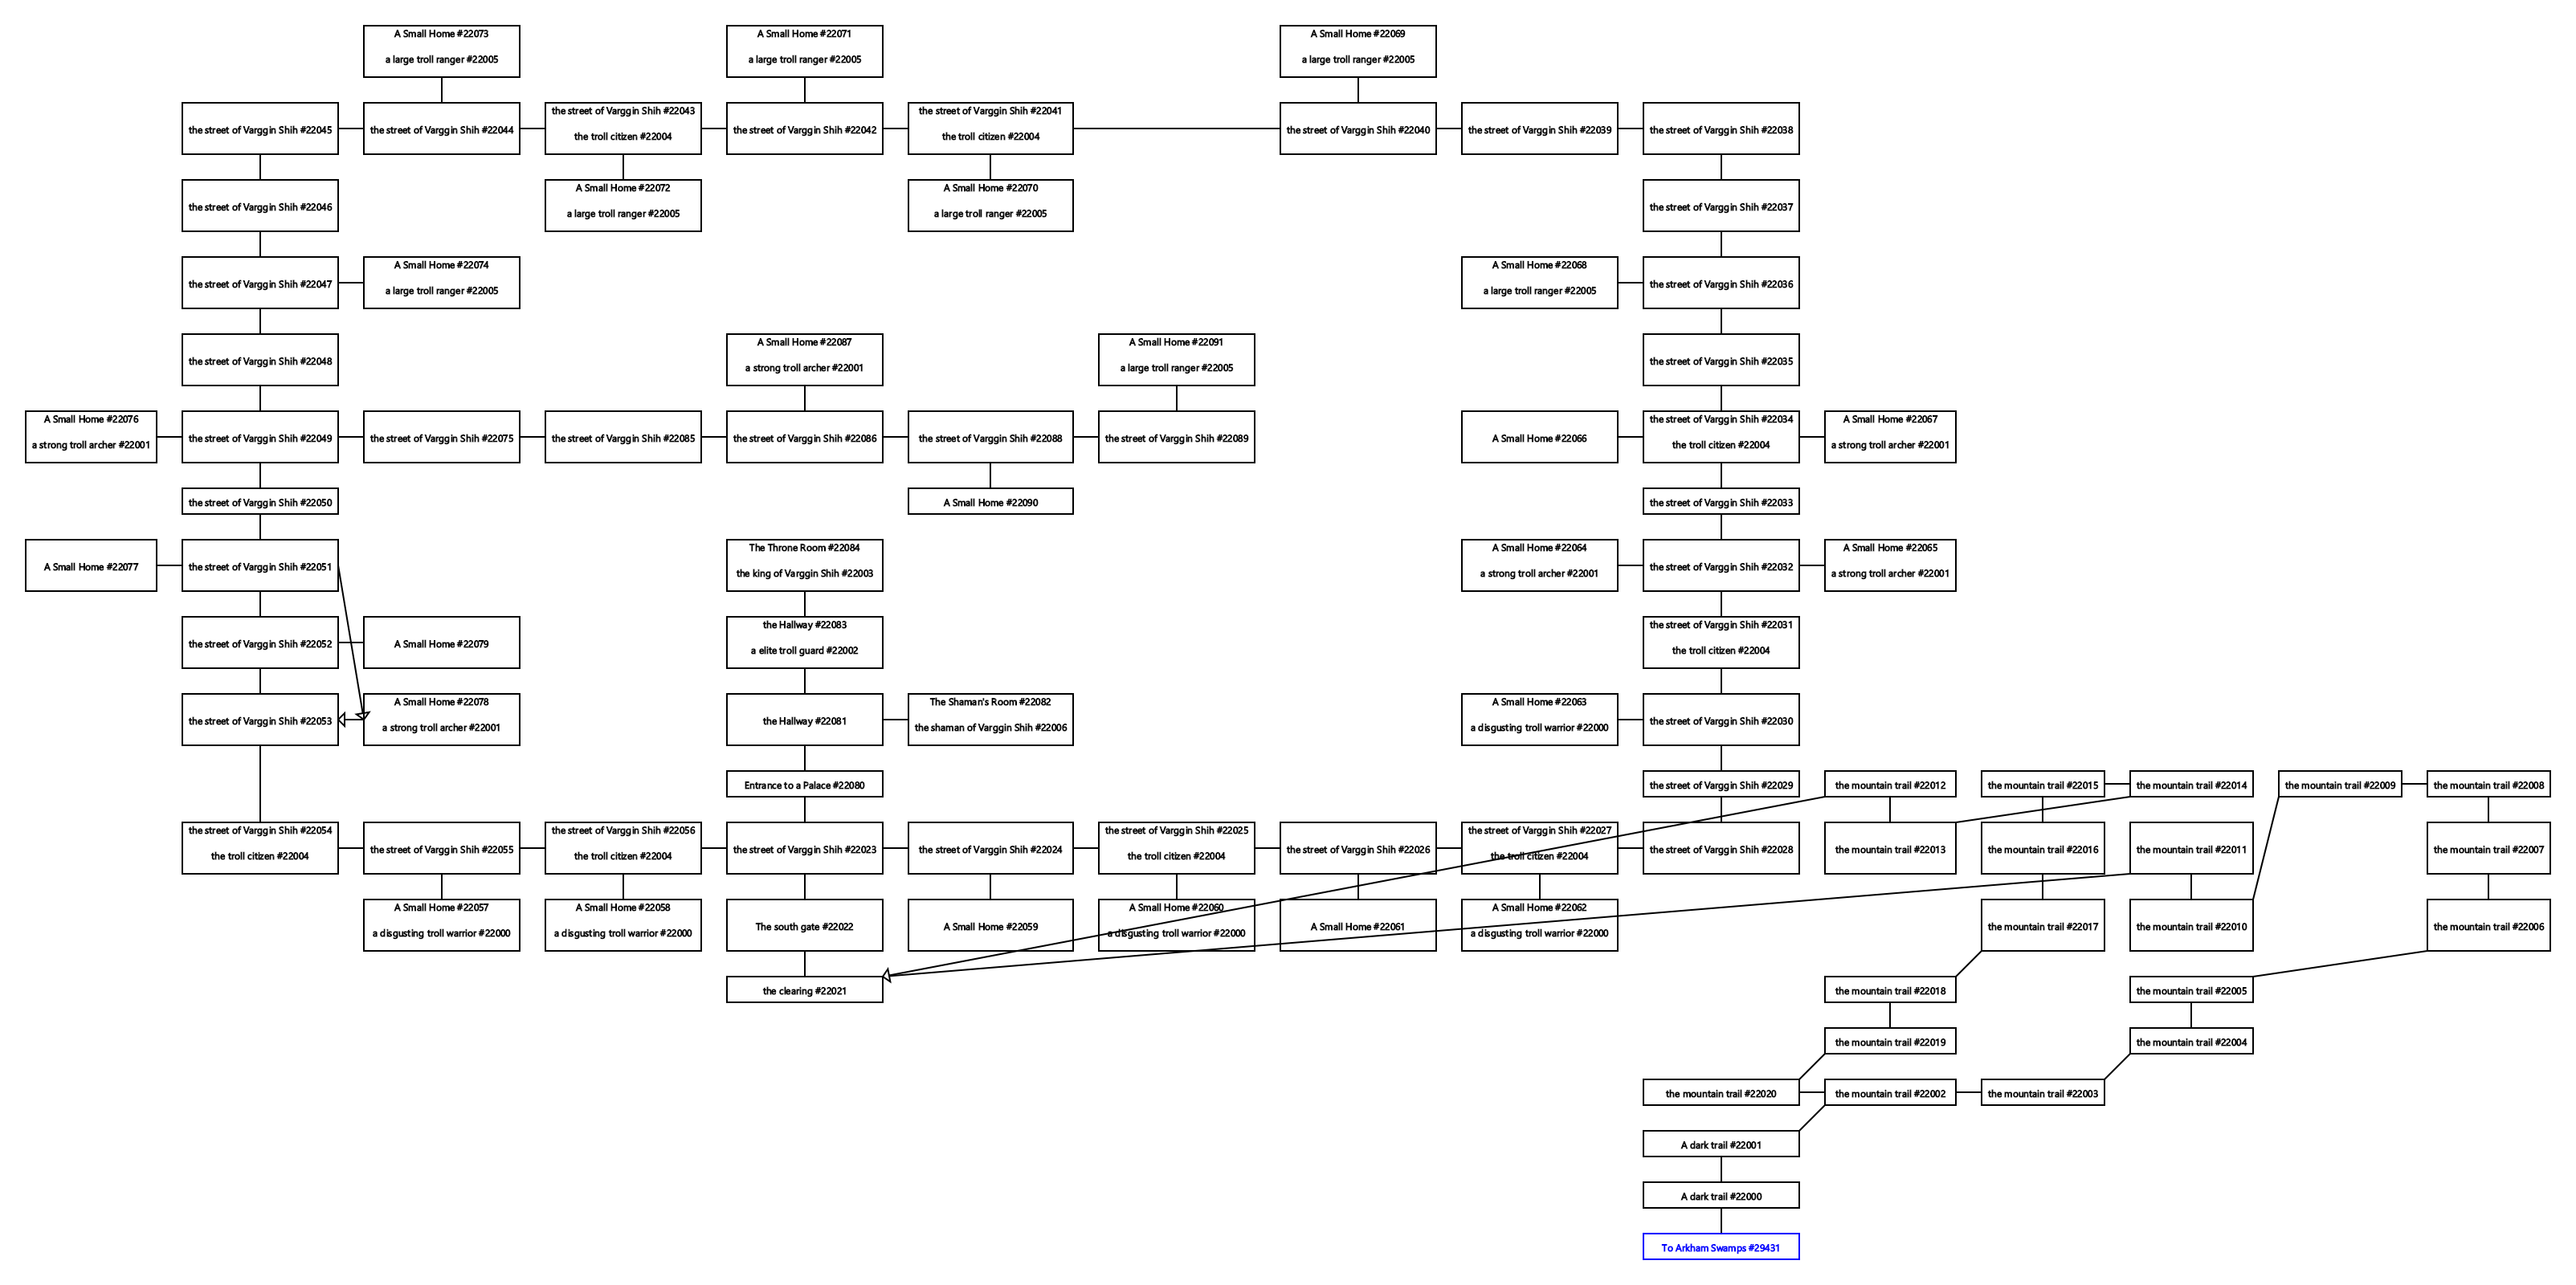 A Small Home #22073
a large troll ranger #22005
A Small Home #22071
a large troll ranger #22005
A Small Home #22069
a large troll ranger #22005
the street of Varggin Shih #22045
the street of Varggin Shih #22044
the street of Varggin Shih #22043
the troll citizen #22004
the street of Varggin Shih #22042
the street of Varggin Shih #22041
the troll citizen #22004
the street of Varggin Shih #22040
the street of Varggin Shih #22039
the street of Varggin Shih #22038
the street of Varggin Shih #22046
A Small Home #22072
a large troll ranger #22005
A Small Home #22070
a large troll ranger #22005
the street of Varggin Shih #22037
the street of Varggin Shih #22047
A Small Home #22074
a large troll ranger #22005
A Small Home #22068
a large troll ranger #22005
the street of Varggin Shih #22036
the street of Varggin Shih #22048
A Small Home #22087
a strong troll archer #22001
A Small Home #22091
a large troll ranger #22005
the street of Varggin Shih #22035
A Small Home #22076
a strong troll archer #22001
the street of Varggin Shih #22049
the street of Varggin Shih #22075
the street of Varggin Shih #22085
the street of Varggin Shih #22086
the street of Varggin Shih #22088
the street of Varggin Shih #22089
A Small Home #22066
the street of Varggin Shih #22034
the troll citizen #22004
A Small Home #22067
a strong troll archer #22001
the street of Varggin Shih #22050
A Small Home #22090
the street of Varggin Shih #22033
A Small Home #22077
the street of Varggin Shih #22051
The Throne Room #22084
the king of Varggin Shih #22003
A Small Home #22064
a strong troll archer #22001
the street of Varggin Shih #22032
A Small Home #22065
a strong troll archer #22001
the street of Varggin Shih #22052
A Small Home #22079
the Hallway #22083
a elite troll guard #22002
the street of Varggin Shih #22031
the troll citizen #22004
the street of Varggin Shih #22053
A Small Home #22078
a strong troll archer #22001
the Hallway #22081
The Shaman's Room #22082
the shaman of Varggin Shih #22006
A Small Home #22063
a disgusting troll warrior #22000
the street of Varggin Shih #22030
Entrance to a Palace #22080
the street of Varggin Shih #22029
the mountain trail #22012
the mountain trail #22015
the mountain trail #22014
the mountain trail #22009
the mountain trail #22008
the street of Varggin Shih #22054
the troll citizen #22004
the street of Varggin Shih #22055
the street of Varggin Shih #22056
the troll citizen #22004
the street of Varggin Shih #22023
the street of Varggin Shih #22024
the street of Varggin Shih #22025
the troll citizen #22004
the street of Varggin Shih #22026
the street of Varggin Shih #22027
the troll citizen #22004
the street of Varggin Shih #22028
the mountain trail #22013
the mountain trail #22016
the mountain trail #22011
the mountain trail #22007
A Small Home #22057
a disgusting troll warrior #22000
A Small Home #22058
a disgusting troll warrior #22000
The south gate #22022
A Small Home #22059
A Small Home #22060
a disgusting troll warrior #22000
A Small Home #22061
A Small Home #22062
a disgusting troll warrior #22000
the mountain trail #22017
the mountain trail #22010
the mountain trail #22006
the clearing #22021
the mountain trail #22018
the mountain trail #22005
the mountain trail #22019
the mountain trail #22004
the mountain trail #22020
the mountain trail #22002
the mountain trail #22003
A dark trail #22001
A dark trail #22000
To Arkham Swamps #29431